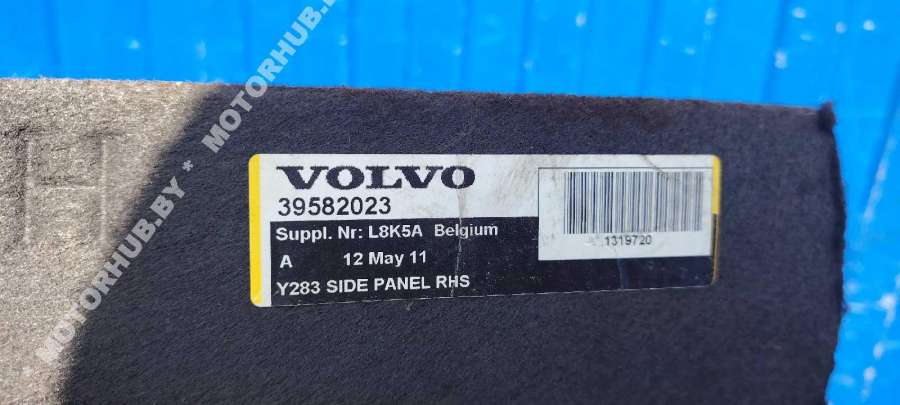 VOLVO
39582023
Suppl. Nr: L8K5A Belgium
A 12 May 11
Y283 SIDE PANEL RHS
1319720
MOTORHUB.BY * MOTORHUB.BY * MOTORHUB.BY